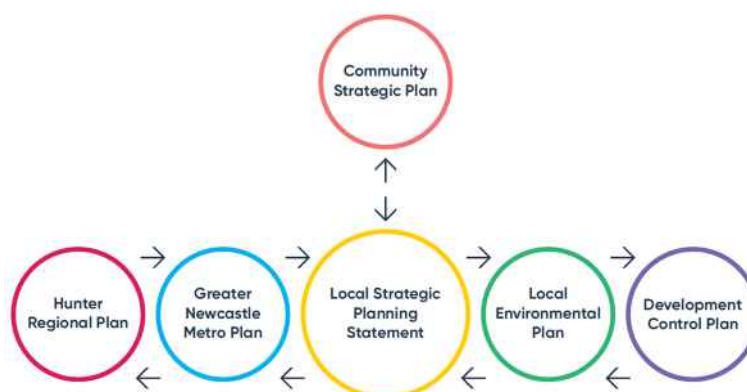 Community
Strategic Plan
Hunter
Regional Plan
Greater
Newcastle
Metro Plan
Local Strategic
Planning
Statement
Local
Environmental
Plan
Development
Control Plan